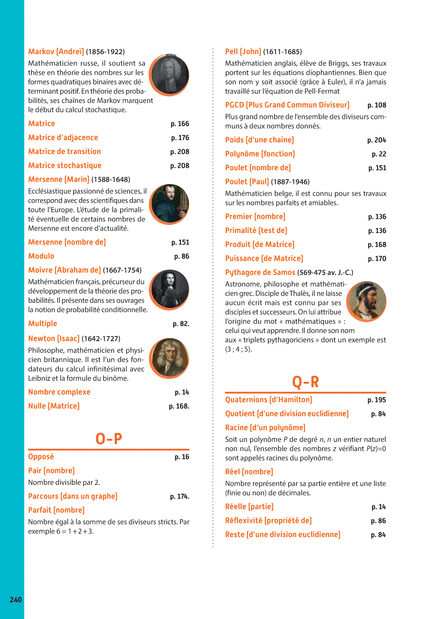 Markov [Andreï] (1856-1922)
Mathématicien russe, il soutient sa
thèse en théorie des nombres sur les
formes quadratiques binaires avec dé-
terminant positif. En théorie des proba-
bilités, ses chaînes de Markov marquent
le début du calcul stochastique.
Matrice p. 166
Matrice d'adjacence p. 176
Matrice de transition p. 208
Matrice stochastique p. 208
Mersenne [Marin] (1588-1648)
Ecclésiastique passionné de sciences, il
correspond avec des scientifiques dans
toute l'Europe. L'étude de la primali-
té éventuelle de certains nombres de
Mersenne est encore d'actualité.
Mersenne [nombre de] p. 151
Modulo p. 86
Moivre [Abraham de] (1667-1754)
Mathématicien français, précurseur du
développement de la théorie des pro-
babilités. Il présente dans ses ouvrages
la notion de probabilité conditionnelle.
Multiple p. 82.
Newton [Isaac] (1642-1727)
Philosophe, mathématicien et physi-
cien britannique. Il est l'un des fon-
dateurs du calcul infinitésimal avec
Leibniz et la formule du binôme.
Nombre complexe p. 14
Nulle [Matrice] p. 168.
O-P
Opposé p. 16
Pair [nombre]
Nombre divisible par 2.
Parcours [dans un graphe] p. 174.
Parfait [nombre]
Nombre égal à la somme de ses diviseurs stricts. Par
exemple 6 = 1 + 2 + 3.
Pell [John] (1611-1685)
Mathématicien anglais, élève de Briggs, ses travaux
portent sur les équations diophantiennes. Bien que
son nom y soit associé (grâce à Euler), il n'a jamais
travaillé sur l'équation de Pell-Fermat
PGCD [Plus Grand Commun Diviseur] p. 108
Plus grand nombre de l'ensemble des diviseurs com-
muns à deux nombres donnés.
Poids [d'une chaîne] p. 204
Polynôme [fonction] p. 22
Poulet [nombre de] p. 151
Poulet [Paul] (1887-1946)
Mathématicien belge, il est connu pour ses travaux
sur les nombres parfaits et amiables.
Premier [nombre] p. 136
Primalité [test de] p. 136
Produit [de Matrice] p. 168
Puissance [de Matrice] p. 170
Pythagore de Samos (569-475 av. J.-C.)
Astronome, philosophe et mathémati-
cien grec. Disciple de Thalès, il ne laisse
aucun écrit mais est connu par ses
disciples et successeurs. On lui attribue
l'origine du mot « mathématiques » :
celui qui veut apprendre. Il donne son nom
aux « triplets pythagoriciens » dont un exemple est
(3 ; 4 ; 5).
Q-R
Quaternions [d'Hamilton] p. 195
Quotient [d'une division euclidienne] p. 84
Racine [d'un polynôme]
Soit un polynôme P de degré n, n un entier naturel
non nul, l'ensemble des nombres z vérifiant P(z)=0
sont appelés racines du polynôme.
Réel [nombre]
Nombre représenté par sa partie entière et une liste
(finie ou non) de décimales.
Réelle [partie] p. 14
Réflexivité [propriété de] p. 86
Reste [d'une division euclidienne] p. 84
240